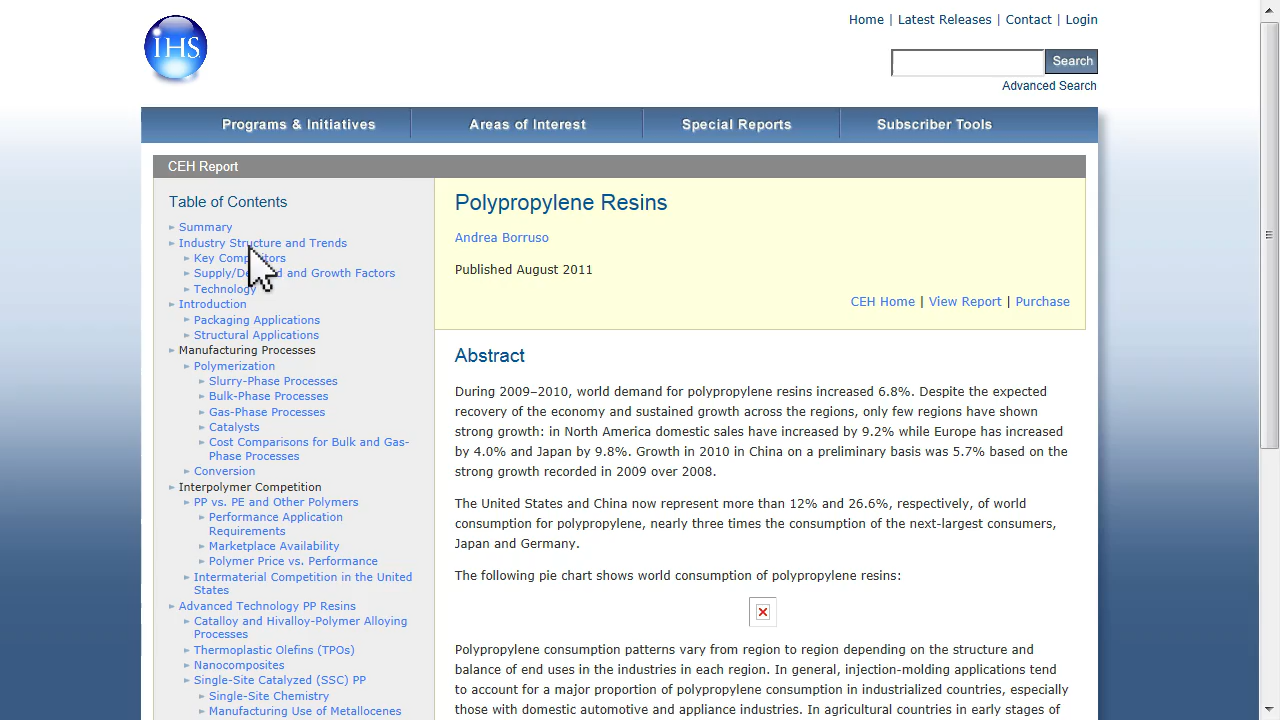 IHS
Home | Latest Releases | Contact | Login
Search
Advanced Search
Programs & Initiatives Areas of Interest Special Reports Subscriber Tools
CEH Report
Table of Contents
Summary
Industry Structure and Trends
Key Competitors
Supply/Demand and Growth Factors
Technology
Introduction
Packaging Applications
Structural Applications
Manufacturing Processes
Polymerization
Slurry-Phase Processes
Bulk-Phase Processes
Gas-Phase Processes
Catalysts
Cost Comparisons for Bulk and Gas-
Phase Processes
Conversion
Interpolymer Competition
PP vs. PE and Other Polymers
Performance Application
Requirements
Marketplace Availability
Polymer Price vs. Performance
Intermaterial Competition in the United
States
Advanced Technology PP Resins
Catalloy and Hivalloy-Polymer Alloying
Processes
Thermoplastic Olefins (TPOs)
Nanocomposites
Single-Site Catalyzed (SSC) PP
Single-Site Chemistry
Manufacturing Use of Metallocenes
Polypropylene Resins
Andrea Borruso
Published August 2011
CEH Home | View Report | Purchase
Abstract
During 2009–2010, world demand for polypropylene resins increased 6.8%. Despite the expected
recovery of the economy and sustained growth across the regions, only few regions have shown
strong growth: in North America domestic sales have increased by 9.2% while Europe has increased
by 4.0% and Japan by 9.8%. Growth in 2010 in China on a preliminary basis was 5.7% based on the
strong growth recorded in 2009 over 2008.
The United States and China now represent more than 12% and 26.6%, respectively, of world
consumption for polypropylene, nearly three times the consumption of the next-largest consumers,
Japan and Germany.
The following pie chart shows world consumption of polypropylene resins:
Polypropylene consumption patterns vary from region to region depending on the structure and
balance of end uses in the industries in each region. In general, injection-molding applications tend
to account for a major proportion of polypropylene consumption in industrialized countries, especially
those with domestic automotive and appliance industries. In agricultural countries in early stages of